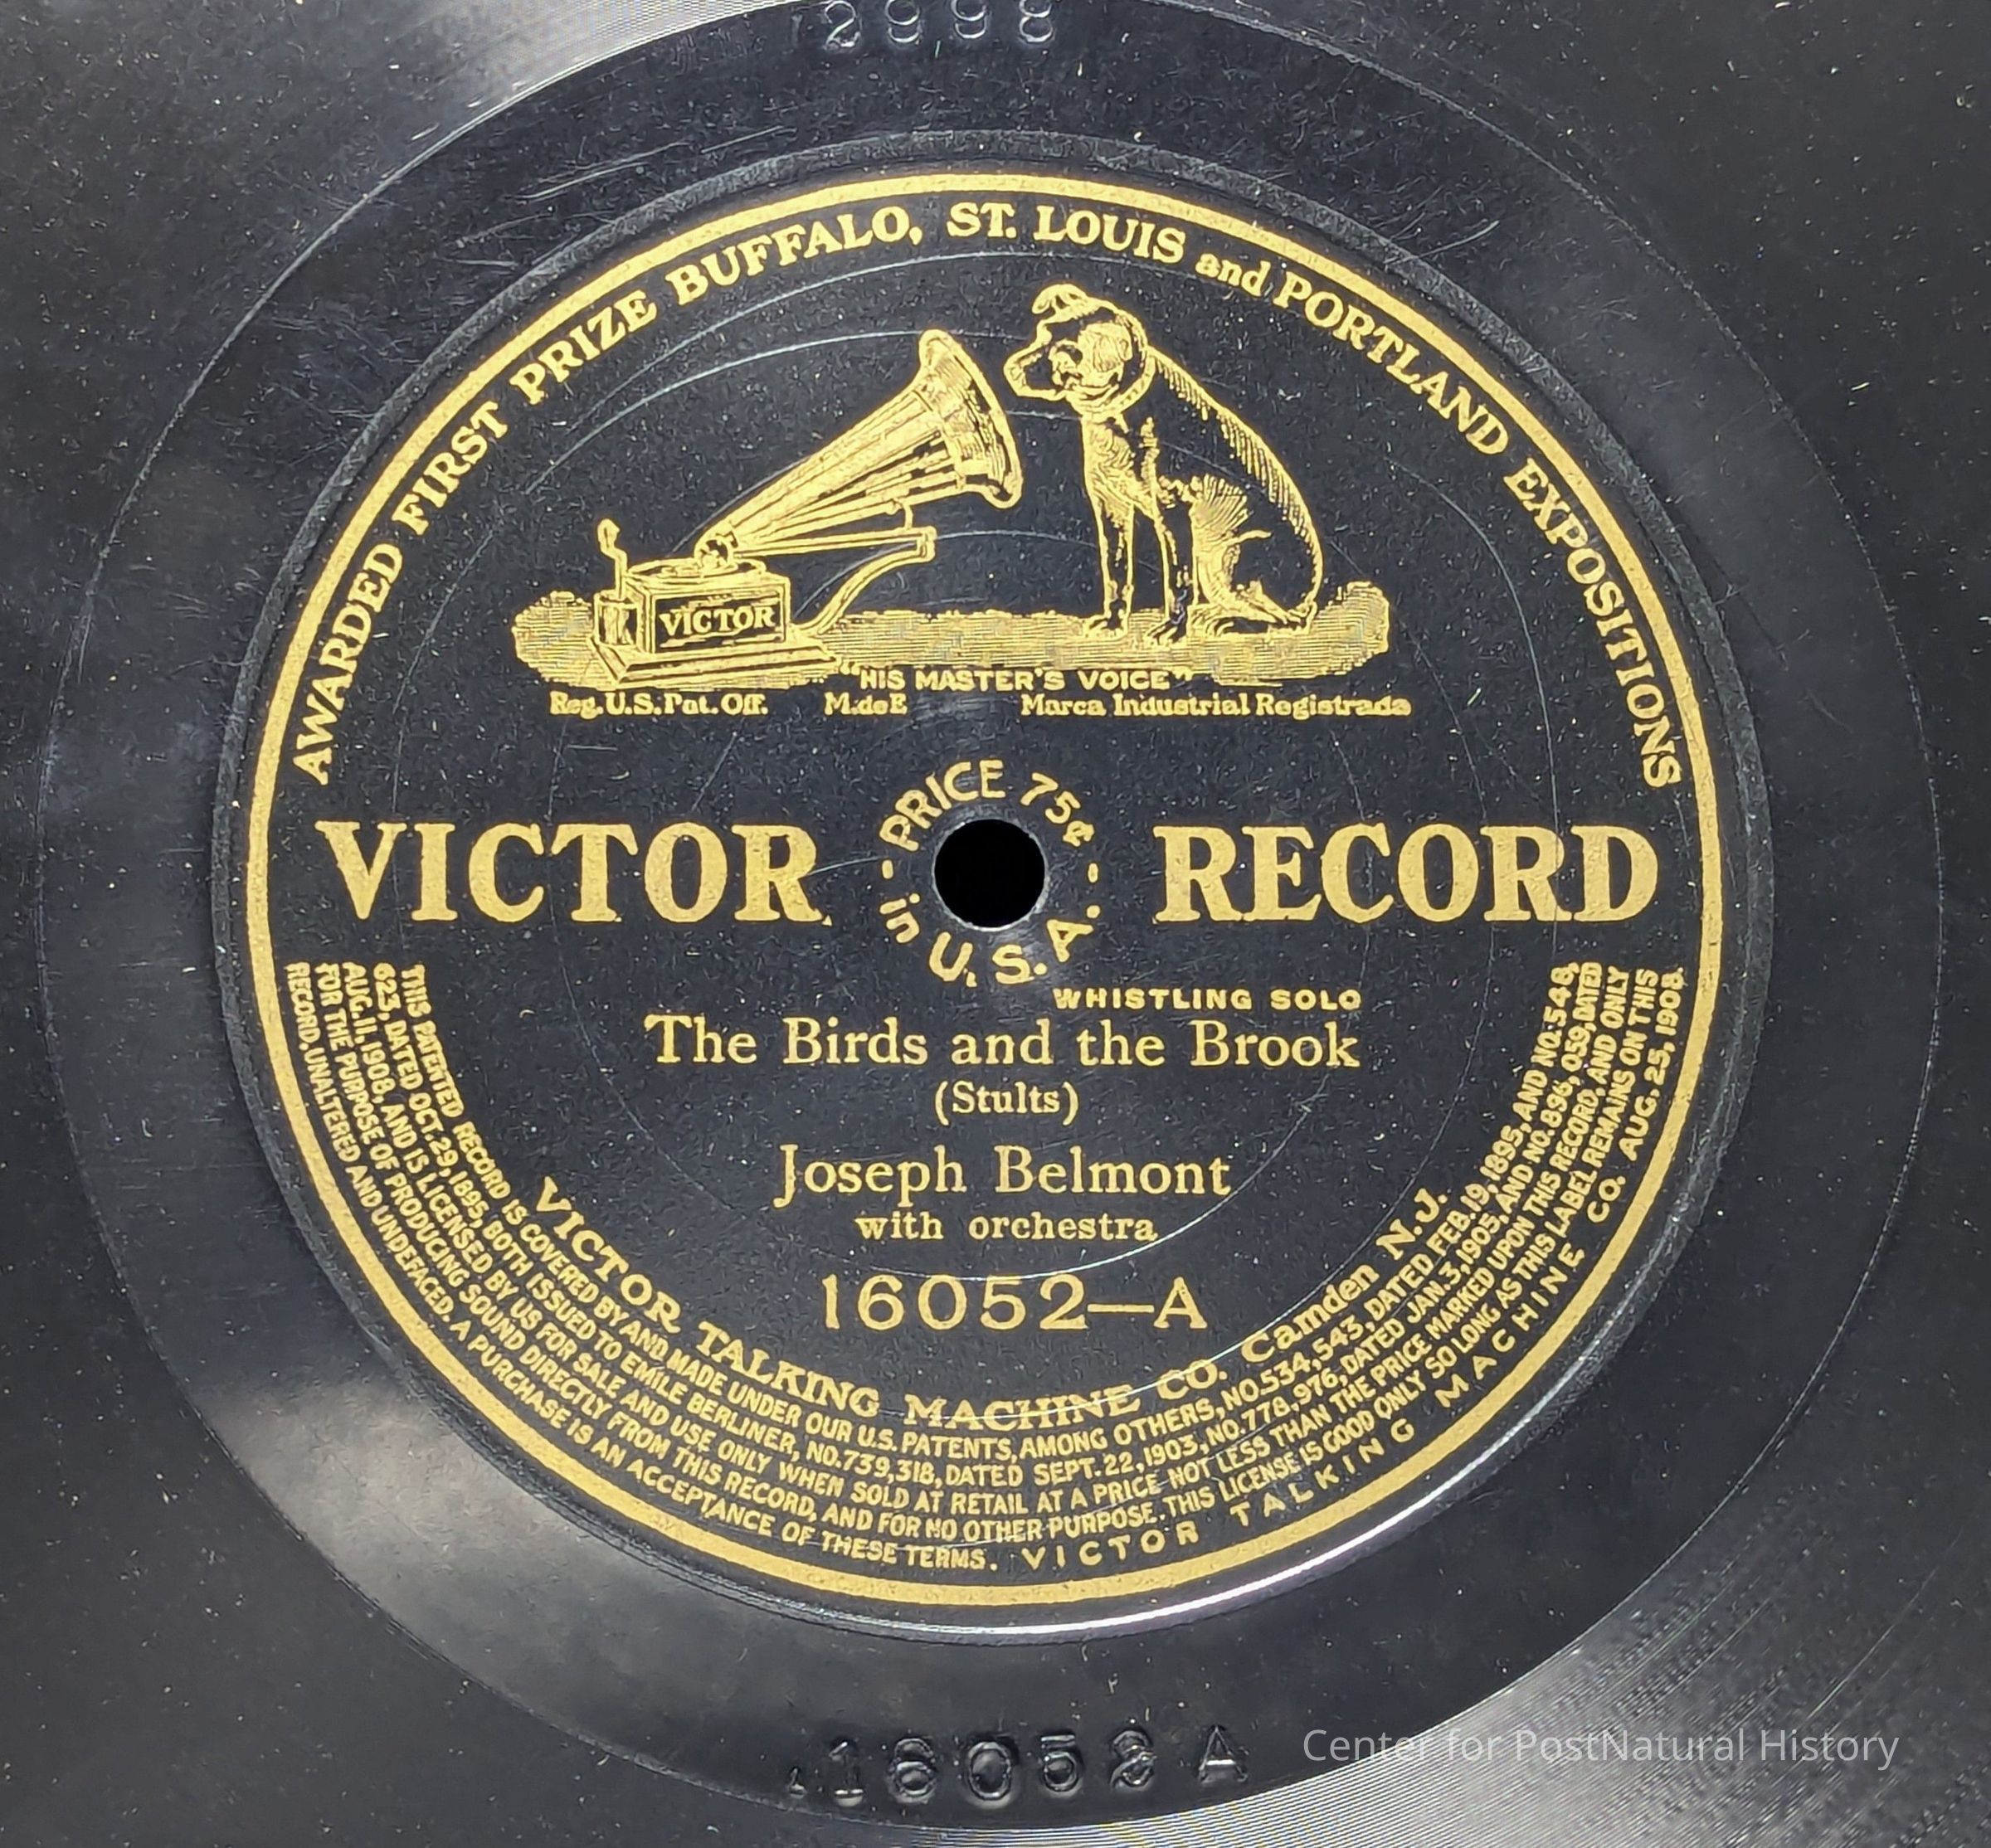 2898
AWARDED FIRST PRIZE BUFFALO, ST. LOUIS and PORTLAND EXPOSITIONS
VICTOR
"HIS MASTER'S VOICE"
Reg. U.S. Pat. Off. M.deE Marca Industrial Registrada
PRICE 75¢
VICTOR RECORD
in U.S.A.
WHISTLING SOLO
The Birds and the Brook
(Stults)
Joseph Belmont
with orchestra
16052—A
VICTOR TALKING MACHINE CO. Camden N.J.
THIS PATENTED RECORD IS COVERED BY AND MADE UNDER OUR U.S. PATENTS, AMONG OTHERS, NO.534,543, DATED FEB.19,1895, AND NO.548,
623, DATED OCT.29,1895, BOTH ISSUED TO EMILE BERLINER, NO.739,318, DATED SEPT.22,1903, NO.778,976, DATED JAN.3,1905, AND NO.896,059, DATED
AUG.11,1908, AND IS LICENSED BY US FOR SALE AND USE ONLY WHEN SOLD AT RETAIL AT A PRICE NOT LESS THAN THE PRICE MARKED UPON THIS RECORD, AND ONLY
FOR THE PURPOSE OF PRODUCING SOUND DIRECTLY FROM THIS RECORD, AND FOR NO OTHER PURPOSE. THIS LICENSE IS GOOD ONLY SO LONG AS THIS LABEL REMAINS ON THIS
RECORD, UNALTERED AND UNDEFACED. A PURCHASE IS AN ACCEPTANCE OF THESE TERMS. VICTOR TALKING MACHINE CO. AUG. 25, 1908.
16052 A
Center for PostNatural History